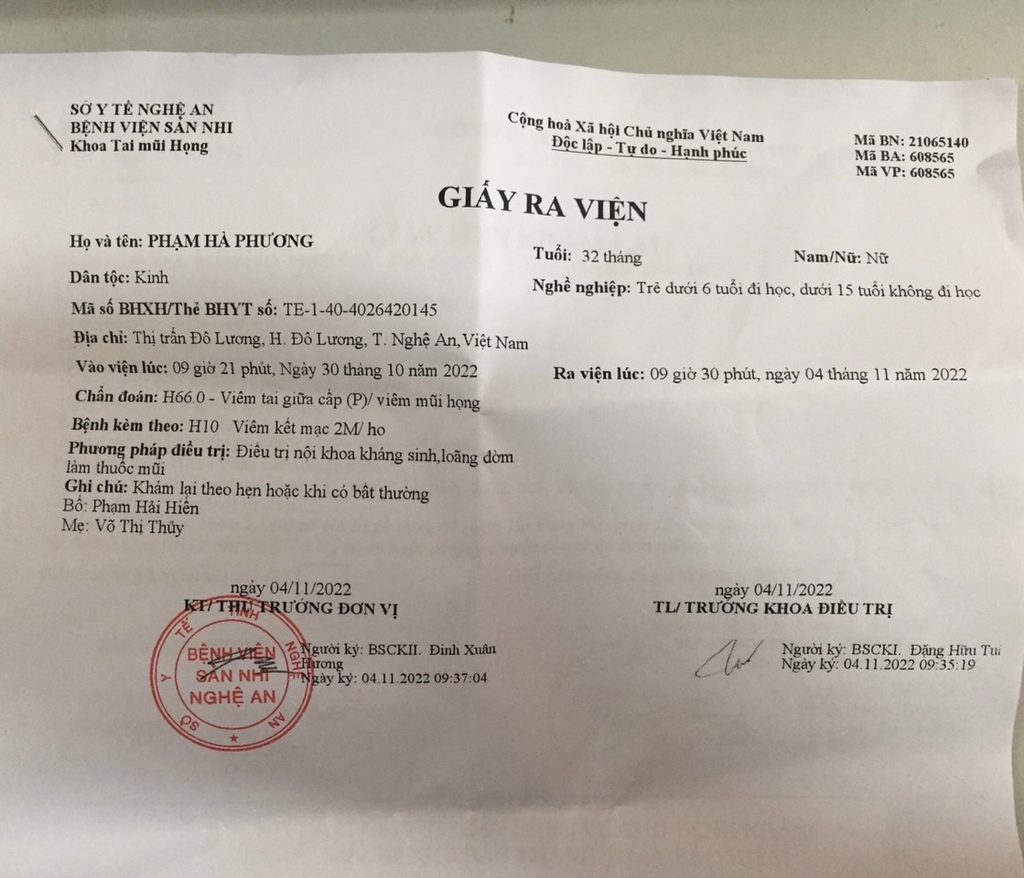 SỞ Y TẾ NGHỆ AN
BỆNH VIỆN SẢN NHI
Khoa Tai mũi Họng
Cộng hoà Xã hội Chủ nghĩa Việt Nam
Độc lập - Tự do - Hạnh phúc
Mã BN: 21065140
Mã BA: 608565
Mã VP: 608565
GIẤY RA VIỆN
Họ và tên: PHẠM HÀ PHƯƠNG
Tuổi: 32 tháng
Nam/Nữ: Nữ
Dân tộc: Kinh
Nghề nghiệp: Trẻ dưới 6 tuổi đi học, dưới 15 tuổi không đi học
Mã số BHXH/Thẻ BHYT số: TE-1-40-4026420145
Địa chỉ: Thị trấn Đô Lương, H. Đô Lương, T. Nghệ An, Việt Nam
Vào viện lúc: 09 giờ 21 phút, Ngày 30 tháng 10 năm 2022
Ra viện lúc: 09 giờ 30 phút, ngày 04 tháng 11 năm 2022
Chẩn đoán: H66.0 - Viêm tai giữa cấp (P)/ viêm mũi họng
Bệnh kèm theo: H10 Viêm kết mạc 2M/ ho
Phương pháp điều trị: Điều trị nội khoa kháng sinh,loãng đờm
làm thuốc mũi
Ghi chú: Khám lại theo hẹn hoặc khi có bất thường
Bố: Phạm Hải Hiền
Mẹ: Võ Thị Thủy
ngày 04/11/2022
KT/ THỦ TRƯỞNG ĐƠN VỊ
Người ký: BSCKII. Đinh Xuân
Hương
Ngày ký: 04.11.2022 09:37:04
SỞ Y TẾ TỈNH NGHỆ AN
BỆNH VIỆN
SẢN NHI
NGHỆ AN
ngày 04/11/2022
TL/ TRƯỞNG KHOA ĐIỀU TRỊ
Người ký: BSCKI. Đặng Hữu Tui
Ngày ký: 04.11.2022 09:35:19